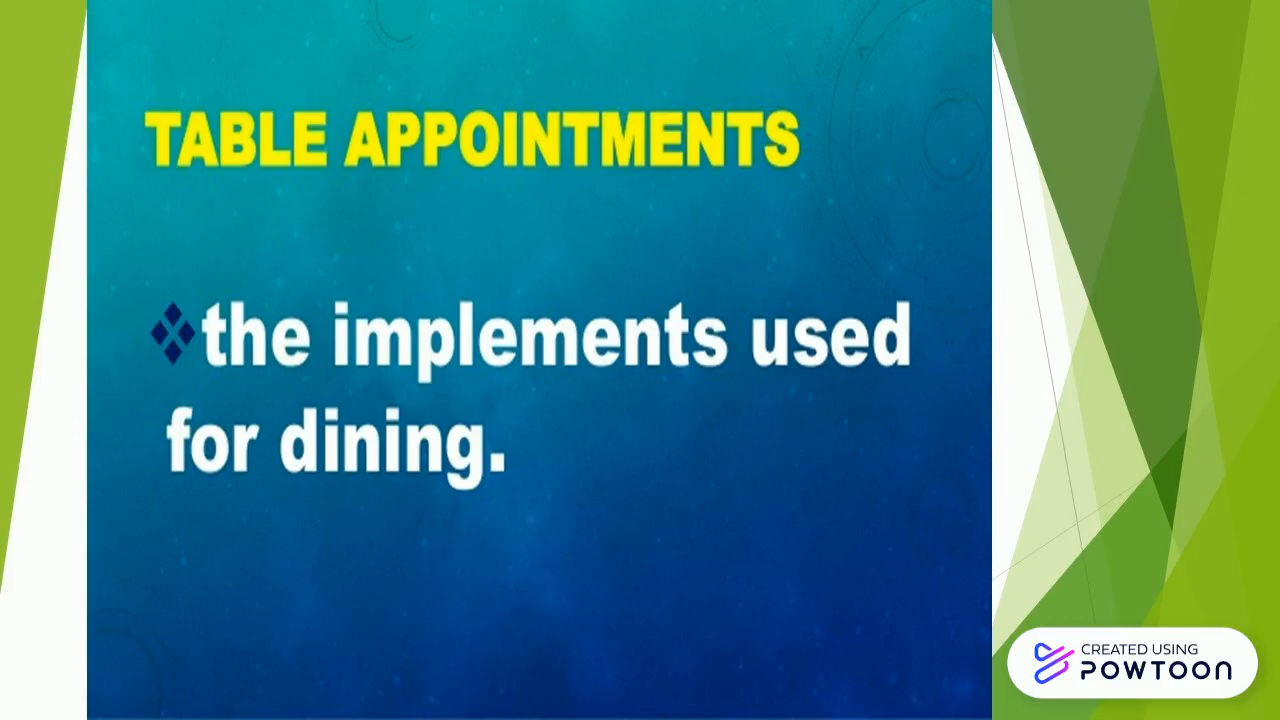 TABLE APPOINTMENTS
❖the implements used
for dining.
CREATED USING
POWTOON